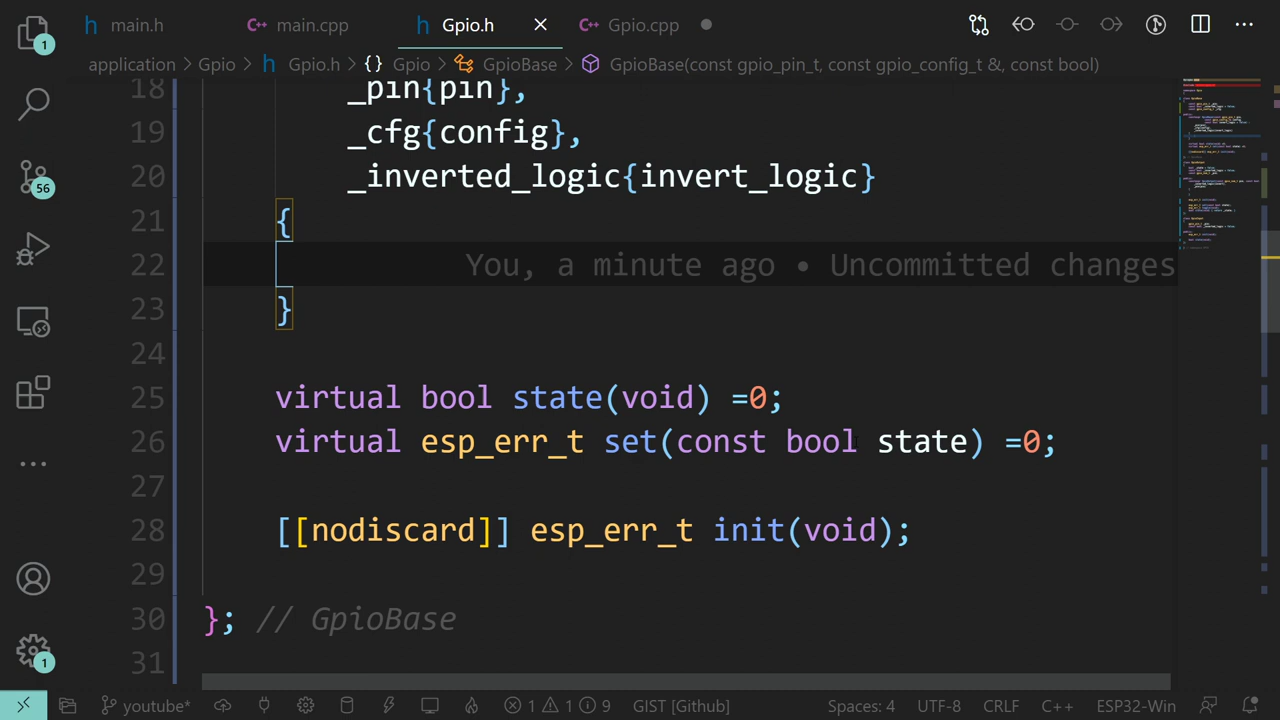 main.h
main.cpp
Gpio.h
Gpio.cpp
application > Gpio > Gpio.h > {} Gpio > GpioBase > GpioBase(const gpio_pin_t, const gpio_config_t &, const bool)
18 _pin{pin},
19 _cfg{config},
20 _inverted_logic{invert_logic}
21 {
22 You, a minute ago • Uncommitted changes
23 }
24
25 virtual bool state(void) =0;
26 virtual esp_err_t set(const bool state) =0;
27
28 [[nodiscard]] esp_err_t init(void);
29
30 }; // GpioBase
31
1
56
1
youtube* 1 1 9 GIST [Github] Spaces: 4 UTF-8 CRLF C++ ESP32-Win